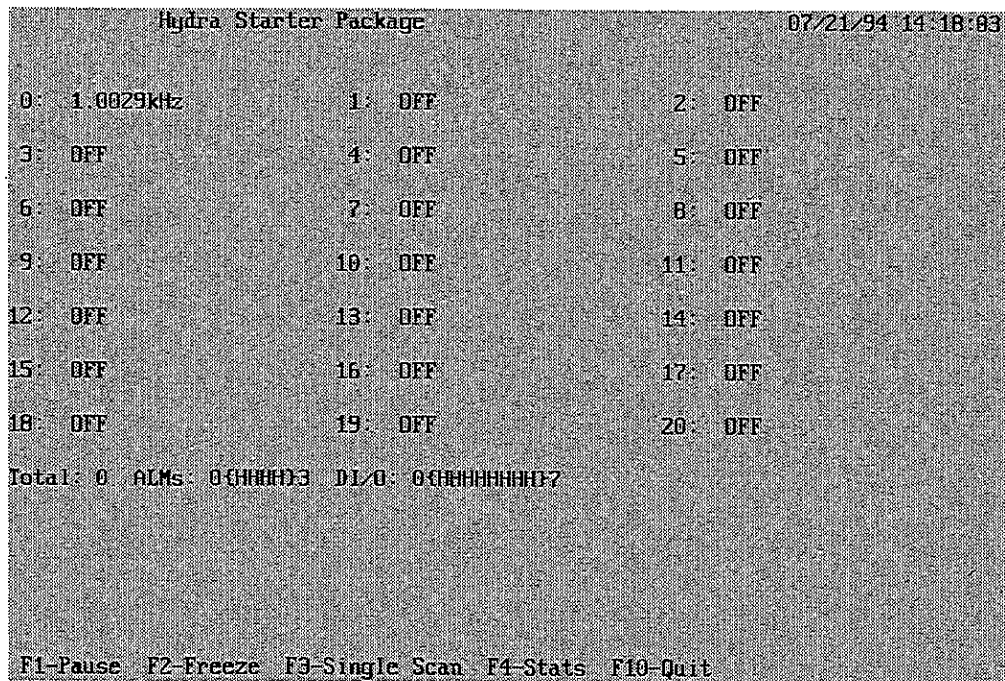 Hydra Starter Package 07/21/94 14:18:03
0: 1.0029kHz 1: OFF 2: OFF
3: OFF 4: OFF 5: OFF
6: OFF 7: OFF 8: OFF
9: OFF 10: OFF 11: OFF
12: OFF 13: OFF 14: OFF
15: OFF 16: OFF 17: OFF
18: OFF 19: OFF 20: OFF
Total: 0 ALMs: 0{HHHH}3 DI/O: 0{HHHHHHHH}7
F1-Pause F2-Freeze F3-Single Scan F4-Stats F10-Quit